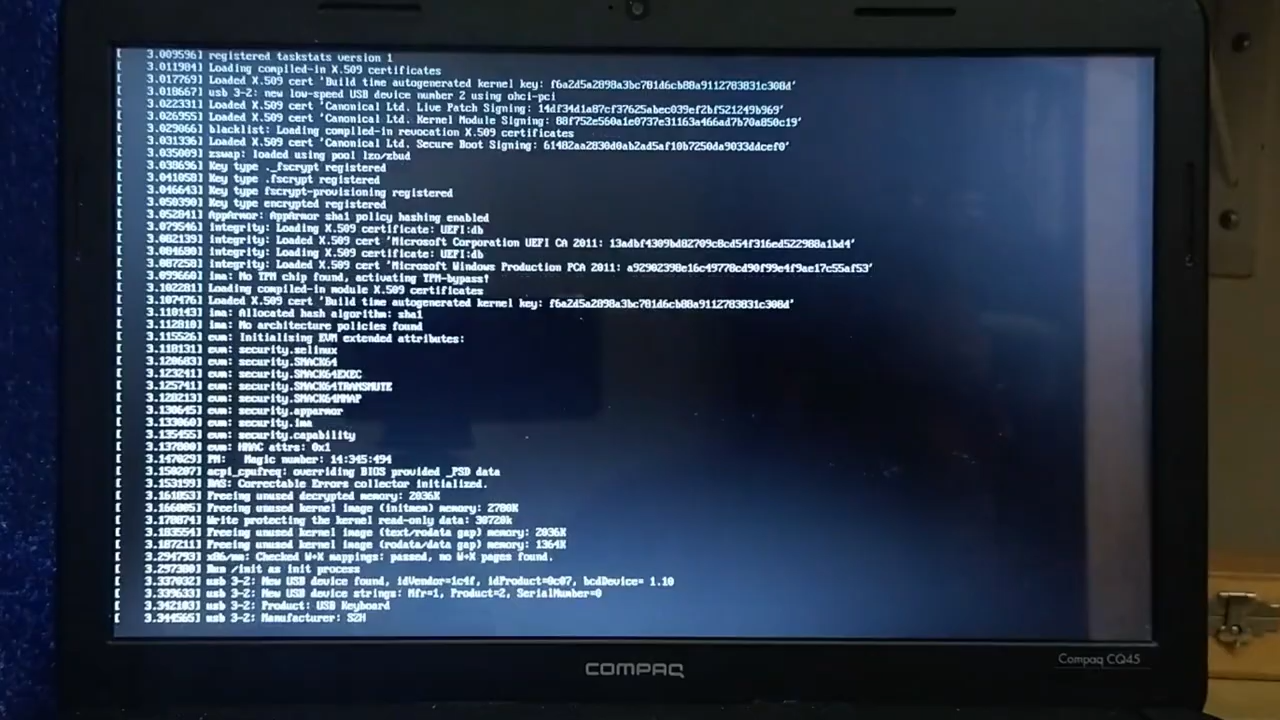 [    3.009596] registered taskstats version 1
[    3.011984] Loading compiled-in X.509 certificates
[    3.017769] Loaded X.509 cert 'Build time autogenerated kernel key: f6a2d5a2898a3bc781d6cb88a9112783831c308d'
[    3.018667] usb 3-2: new low-speed USB device number 2 using ohci-pci
[    3.022331] Loaded X.509 cert 'Canonical Ltd. Live Patch Signing: 14df34d1a87cf37625abec039ef2bf521249b969'
[    3.026955] Loaded X.509 cert 'Canonical Ltd. Kernel Module Signing: 88f752e560a1e0737e31163a466ad7b70a850c19'
[    3.029066] blacklist: Loading compiled-in revocation X.509 certificates
[    3.031336] Loaded X.509 cert 'Canonical Ltd. Secure Boot Signing: 61482aa2830d0ab2ad5af10b7250da9033ddcef0'
[    3.035009] zswap: loaded using pool lzo/zbud
[    3.038696] Key type ._fscrypt registered
[    3.041058] Key type .fscrypt registered
[    3.046643] Key type fscrypt-provisioning registered
[    3.050390] Key type encrypted registered
[    3.052841] AppArmor: AppArmor sha1 policy hashing enabled
[    3.079546] integrity: Loading X.509 certificate: UEFI:db
[    3.082139] integrity: Loaded X.509 cert 'Microsoft Corporation UEFI CA 2011: 13adbf4309bd82709c8cd54f316ed522988a1bd4'
[    3.084680] integrity: Loading X.509 certificate: UEFI:db
[    3.087258] integrity: Loaded X.509 cert 'Microsoft Windows Production PCA 2011: a92902398e16c49778cd90f99e4f9ae17c55af53'
[    3.099660] ima: No TPM chip found, activating TPM-bypass!
[    3.102281] Loading compiled-in module X.509 certificates
[    3.107476] Loaded X.509 cert 'Build time autogenerated kernel key: f6a2d5a2898a3bc781d6cb88a9112783831c308d'
[    3.110143] ima: Allocated hash algorithm: sha1
[    3.112810] ima: No architecture policies found
[    3.115526] evm: Initialising EVM extended attributes:
[    3.118131] evm: security.selinux
[    3.120683] evm: security.SMACK64
[    3.123241] evm: security.SMACK64EXEC
[    3.125741] evm: security.SMACK64TRANSMUTE
[    3.128213] evm: security.SMACK64MMAP
[    3.130645] evm: security.apparmor
[    3.133060] evm: security.ima
[    3.135455] evm: security.capability
[    3.137800] evm: HMAC attrs: 0x1
[    3.147029] PM:   Magic number: 14:345:494
[    3.150207] acpi_cpufreq: overriding BIOS provided _PSD data
[    3.153199] RAS: Correctable Errors collector initialized.
[    3.161053] Freeing unused decrypted memory: 2036K
[    3.166005] Freeing unused kernel image (initmem) memory: 2700K
[    3.178874] Write protecting the kernel read-only data: 30720k
[    3.183554] Freeing unused kernel image (text/rodata gap) memory: 2036K
[    3.187211] Freeing unused kernel image (rodata/data gap) memory: 1364K
[    3.294793] x86/mm: Checked W+X mappings: passed, no W+X pages found.
[    3.297380] Run /init as init process
[    3.337032] usb 3-2: New USB device found, idVendor=1c4f, idProduct=0c07, bcdDevice= 1.10
[    3.339633] usb 3-2: New USB device strings: Mfr=1, Product=2, SerialNumber=0
[    3.342103] usb 3-2: Product: USB Keyboard
[    3.344565] usb 3-2: Manufacturer: SZH
COMPAQ
Compaq CQ45